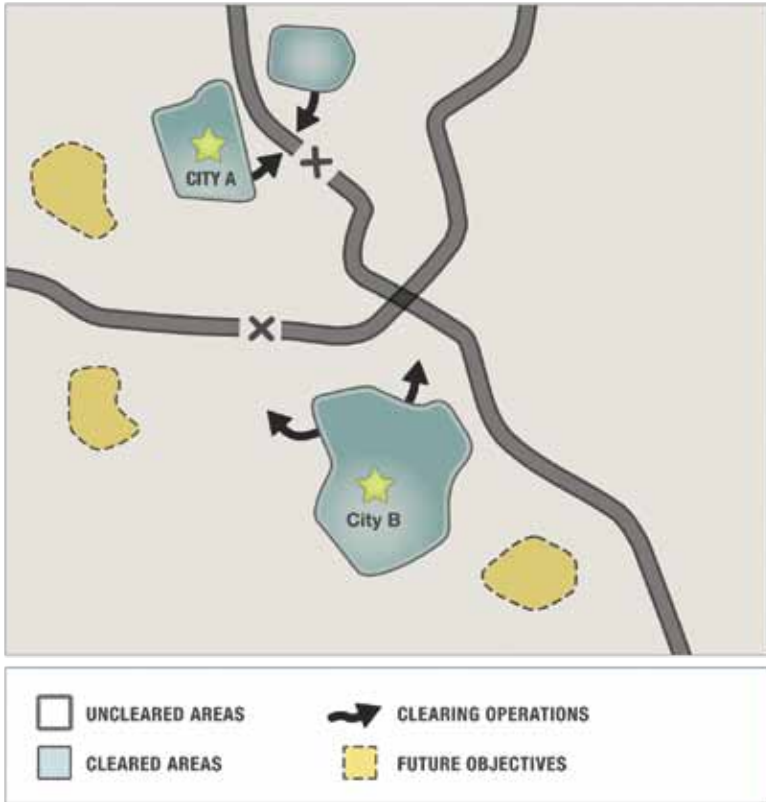 CITY A
City B
UNCLEARED AREAS
CLEARING OPERATIONS
CLEARED AREAS
FUTURE OBJECTIVES